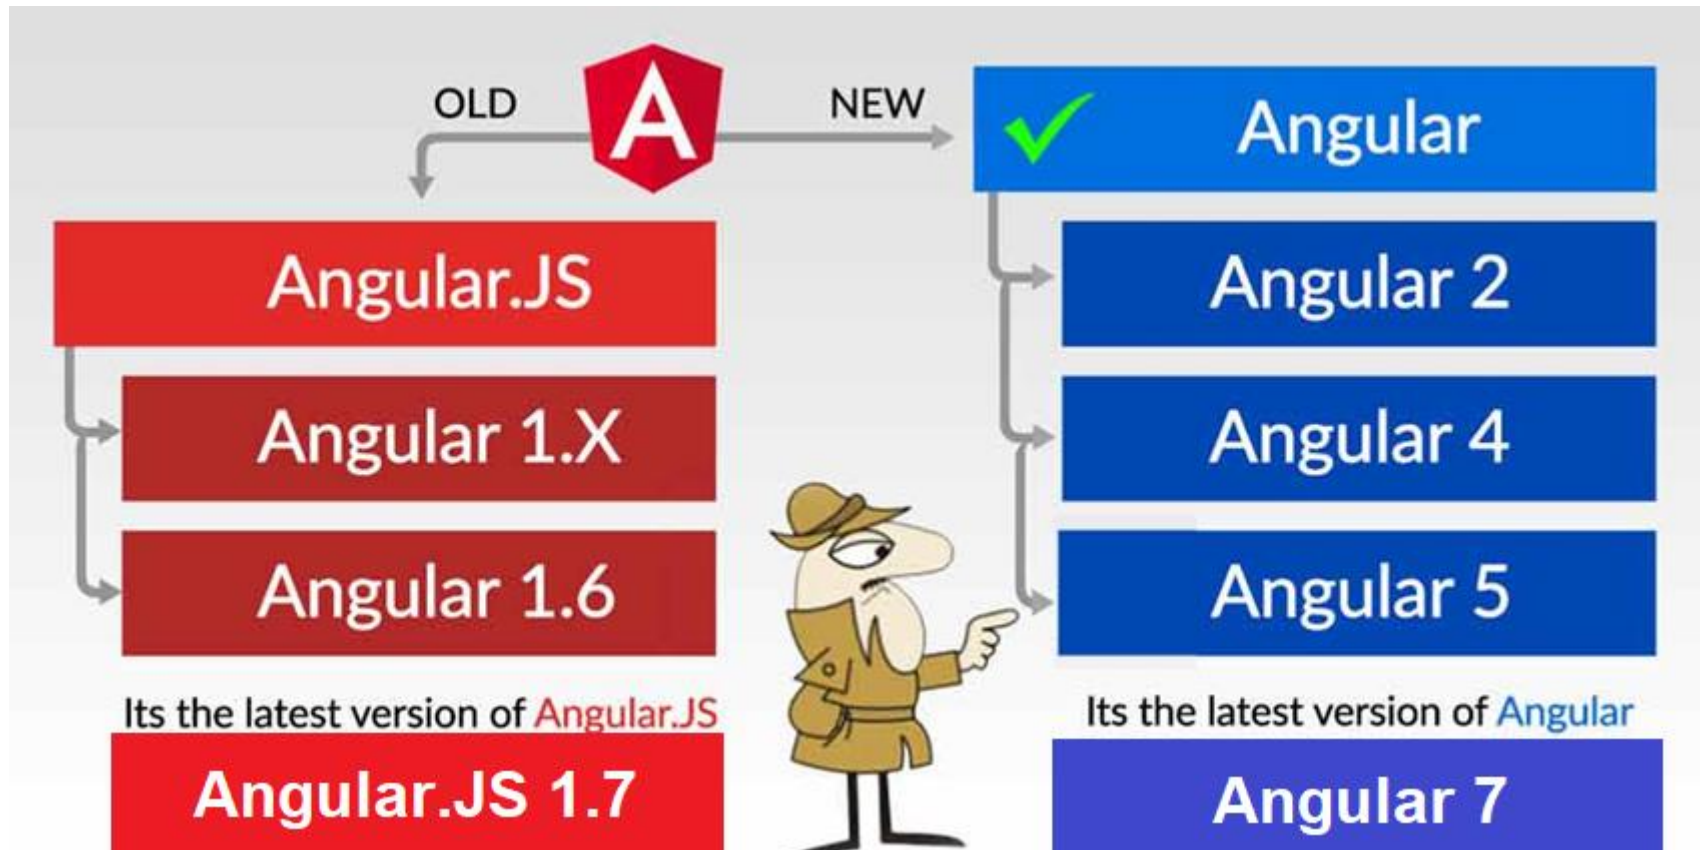 OLD
A
NEW
Angular
Angular.JS
Angular 2
Angular 1.X
Angular 4
Angular 1.6
Angular 5
Its the latest version of Angular.JS
Its the latest version of Angular
Angular.JS 1.7
Angular 7